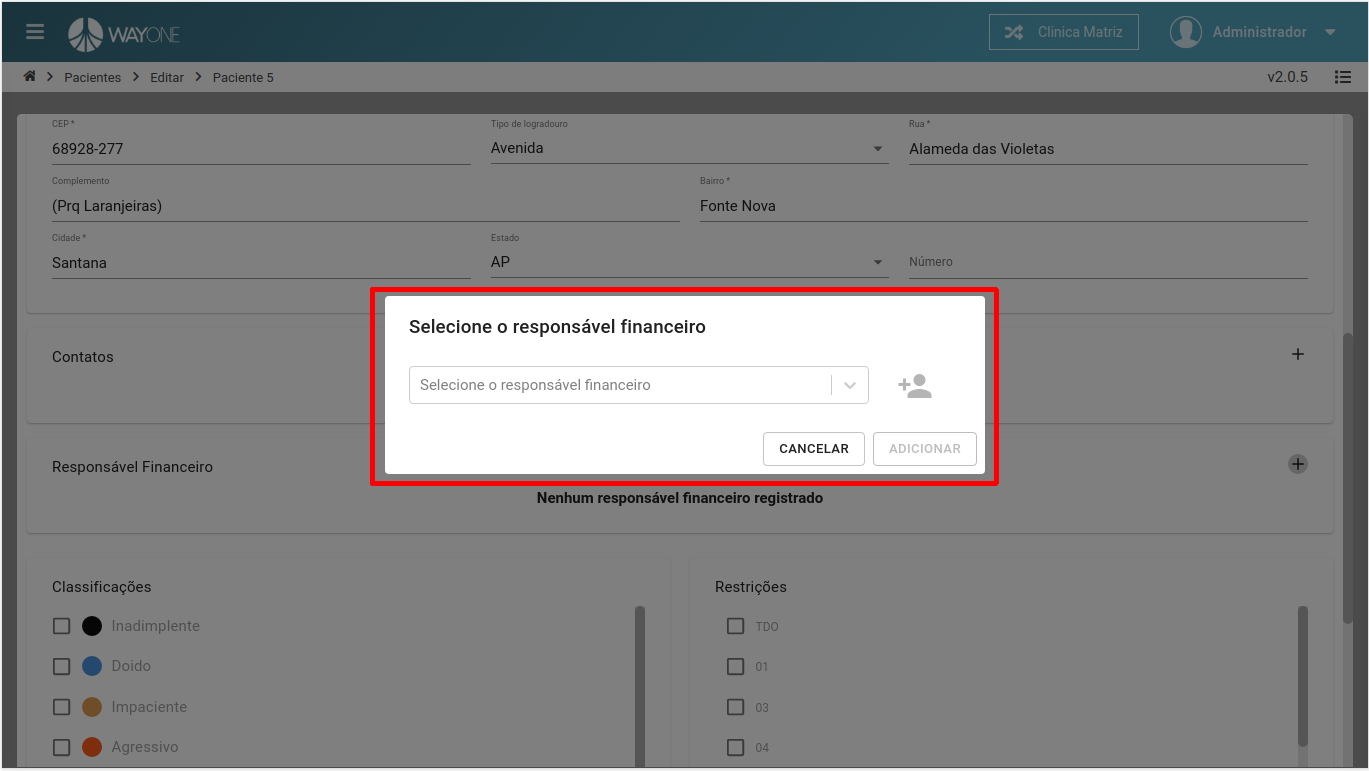 WAYONE
Clinica Matriz
Administrador
Pacientes
Editar
Paciente 5
v2.0.5
CEP *
Tipo de logradouro
Rua *
68928-277
Avenida
Alameda das Violetas
Complemento
Bairro *
(Prq Laranjeiras)
Fonte Nova
Cidade *
Estado
Santana
AP
Número
Selecione o responsável financeiro
Selecione o responsável financeiro
CANCELAR
ADICIONAR
Contatos
Responsável Financeiro
Nenhum responsável financeiro registrado
Classificações
Inadimplente
Doido
Impaciente
Agressivo
Restrições
TDO
01
03
04